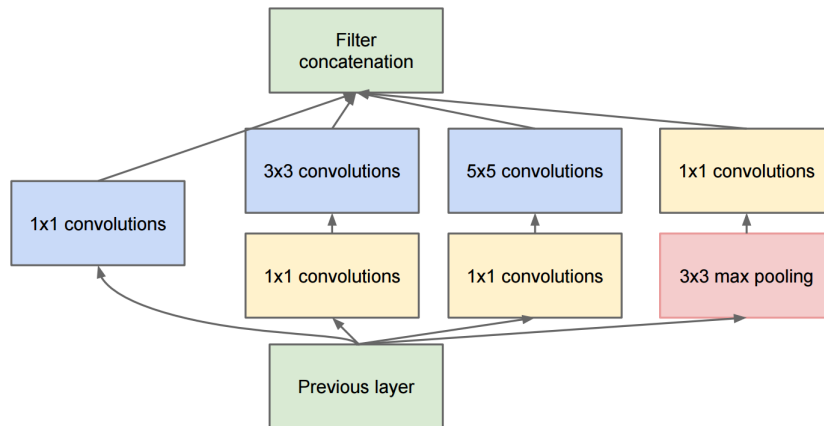 Filter
concatenation
3x3 convolutions
5x5 convolutions
1x1 convolutions
1x1 convolutions
1x1 convolutions
1x1 convolutions
3x3 max pooling
Previous layer